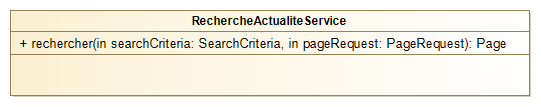 RechercheActualiteService
+ rechercher(in searchCriteria: SearchCriteria, in pageRequest: PageRequest): Page